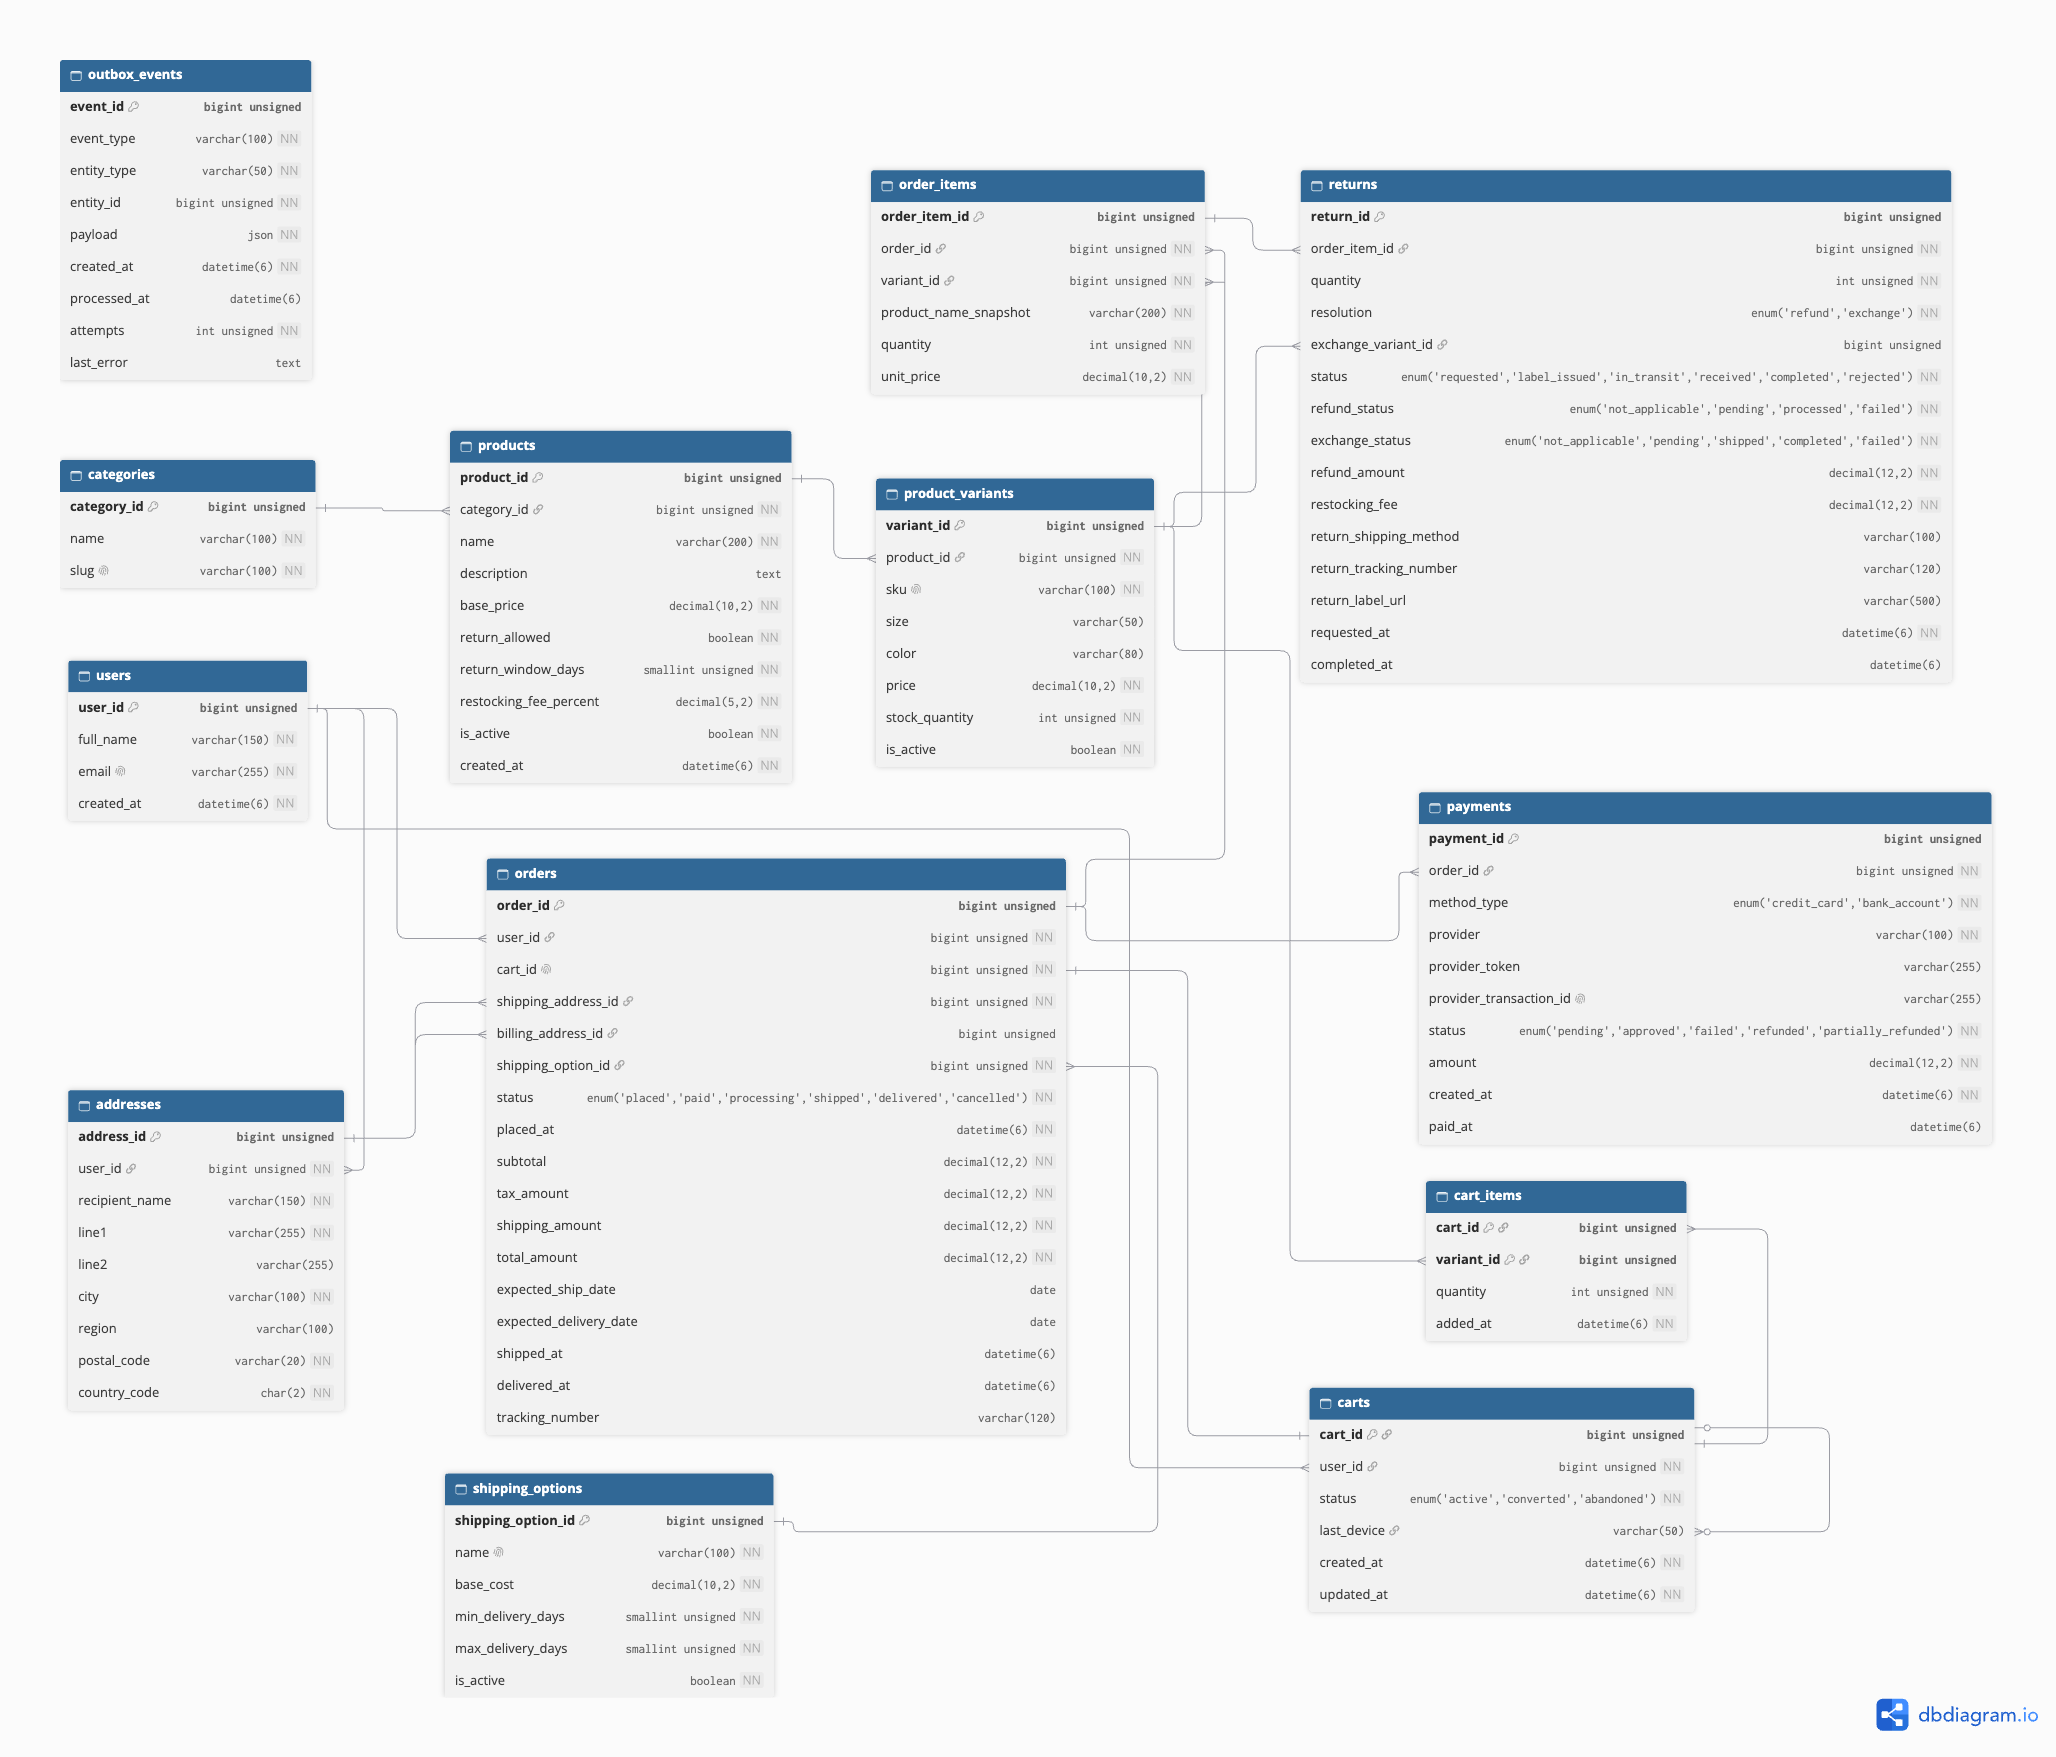 outbox_events
event_id bigint unsigned
event_type varchar(100) NN
entity_type varchar(50) NN
entity_id bigint unsigned NN
payload json NN
created_at datetime(6) NN
processed_at datetime(6)
attempts int unsigned NN
last_error text
order_items
order_item_id bigint unsigned
order_id bigint unsigned NN
variant_id bigint unsigned NN
product_name_snapshot varchar(200) NN
quantity int unsigned NN
unit_price decimal(10,2) NN
returns
return_id bigint unsigned
order_item_id bigint unsigned NN
quantity int unsigned NN
resolution enum('refund','exchange') NN
exchange_variant_id bigint unsigned
status enum('requested','label_issued','in_transit','received','completed','rejected') NN
refund_status enum('not_applicable','pending','processed','failed') NN
exchange_status enum('not_applicable','pending','shipped','completed','failed') NN
refund_amount decimal(12,2) NN
restocking_fee decimal(12,2) NN
return_shipping_method varchar(100)
return_tracking_number varchar(120)
return_label_url varchar(500)
requested_at datetime(6) NN
completed_at datetime(6)
categories
category_id bigint unsigned
name varchar(100) NN
slug varchar(100) NN
products
product_id bigint unsigned
category_id bigint unsigned NN
name varchar(200) NN
description text
base_price decimal(10,2) NN
return_allowed boolean NN
return_window_days smallint unsigned NN
restocking_fee_percent decimal(5,2) NN
is_active boolean NN
created_at datetime(6) NN
product_variants
variant_id bigint unsigned
product_id bigint unsigned NN
sku varchar(100) NN
size varchar(50)
color varchar(80)
price decimal(10,2) NN
stock_quantity int unsigned NN
is_active boolean NN
users
user_id bigint unsigned
full_name varchar(150) NN
email varchar(255) NN
created_at datetime(6) NN
payments
payment_id bigint unsigned
order_id bigint unsigned NN
method_type enum('credit_card','bank_account') NN
provider varchar(100) NN
provider_token varchar(255)
provider_transaction_id varchar(255)
status enum('pending','approved','failed','refunded','partially_refunded') NN
amount decimal(12,2) NN
created_at datetime(6) NN
paid_at datetime(6)
orders
order_id bigint unsigned
user_id bigint unsigned NN
cart_id bigint unsigned NN
shipping_address_id bigint unsigned NN
billing_address_id bigint unsigned
shipping_option_id bigint unsigned NN
status enum('placed','paid','processing','shipped','delivered','cancelled') NN
placed_at datetime(6) NN
subtotal decimal(12,2) NN
tax_amount decimal(12,2) NN
shipping_amount decimal(12,2) NN
total_amount decimal(12,2) NN
expected_ship_date date
expected_delivery_date date
shipped_at datetime(6)
delivered_at datetime(6)
tracking_number varchar(120)
addresses
address_id bigint unsigned
user_id bigint unsigned NN
recipient_name varchar(150) NN
line1 varchar(255) NN
line2 varchar(255)
city varchar(100) NN
region varchar(100)
postal_code varchar(20) NN
country_code char(2) NN
cart_items
cart_id bigint unsigned
variant_id bigint unsigned
quantity int unsigned NN
added_at datetime(6) NN
carts
cart_id bigint unsigned
user_id bigint unsigned NN
status enum('active','converted','abandoned') NN
last_device varchar(50)
created_at datetime(6) NN
updated_at datetime(6) NN
shipping_options
shipping_option_id bigint unsigned
name varchar(100) NN
base_cost decimal(10,2) NN
min_delivery_days smallint unsigned NN
max_delivery_days smallint unsigned NN
is_active boolean NN
dbdiagram.io